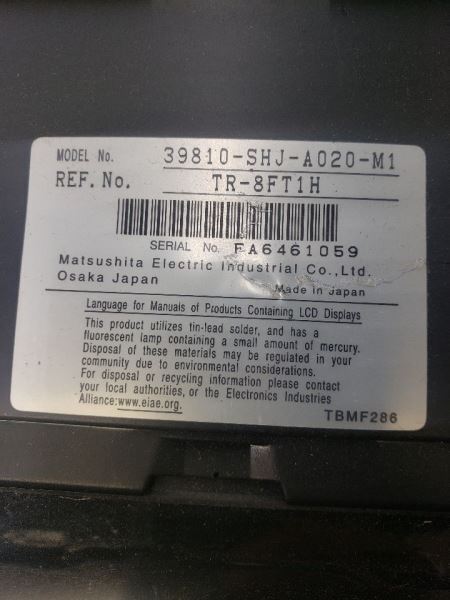 MODEL No. 39810-SHJ-A020-M1
REF. No. TR-8FT1H
SERIAL No. FA6461059
Matsushita Electric Industrial Co.,Ltd.
Osaka Japan Made in Japan
Language for Manuals of Products Containing LCD Displays
This product utilizes tin-lead solder, and has a
fluorescent lamp containing a small amount of mercury.
Disposal of these materials may be regulated in your
community due to environmental considerations.
For disposal or recycling information please contact
your local authorities, or the Electronics Industries
Alliance:www.eiae.org.
TBMF286